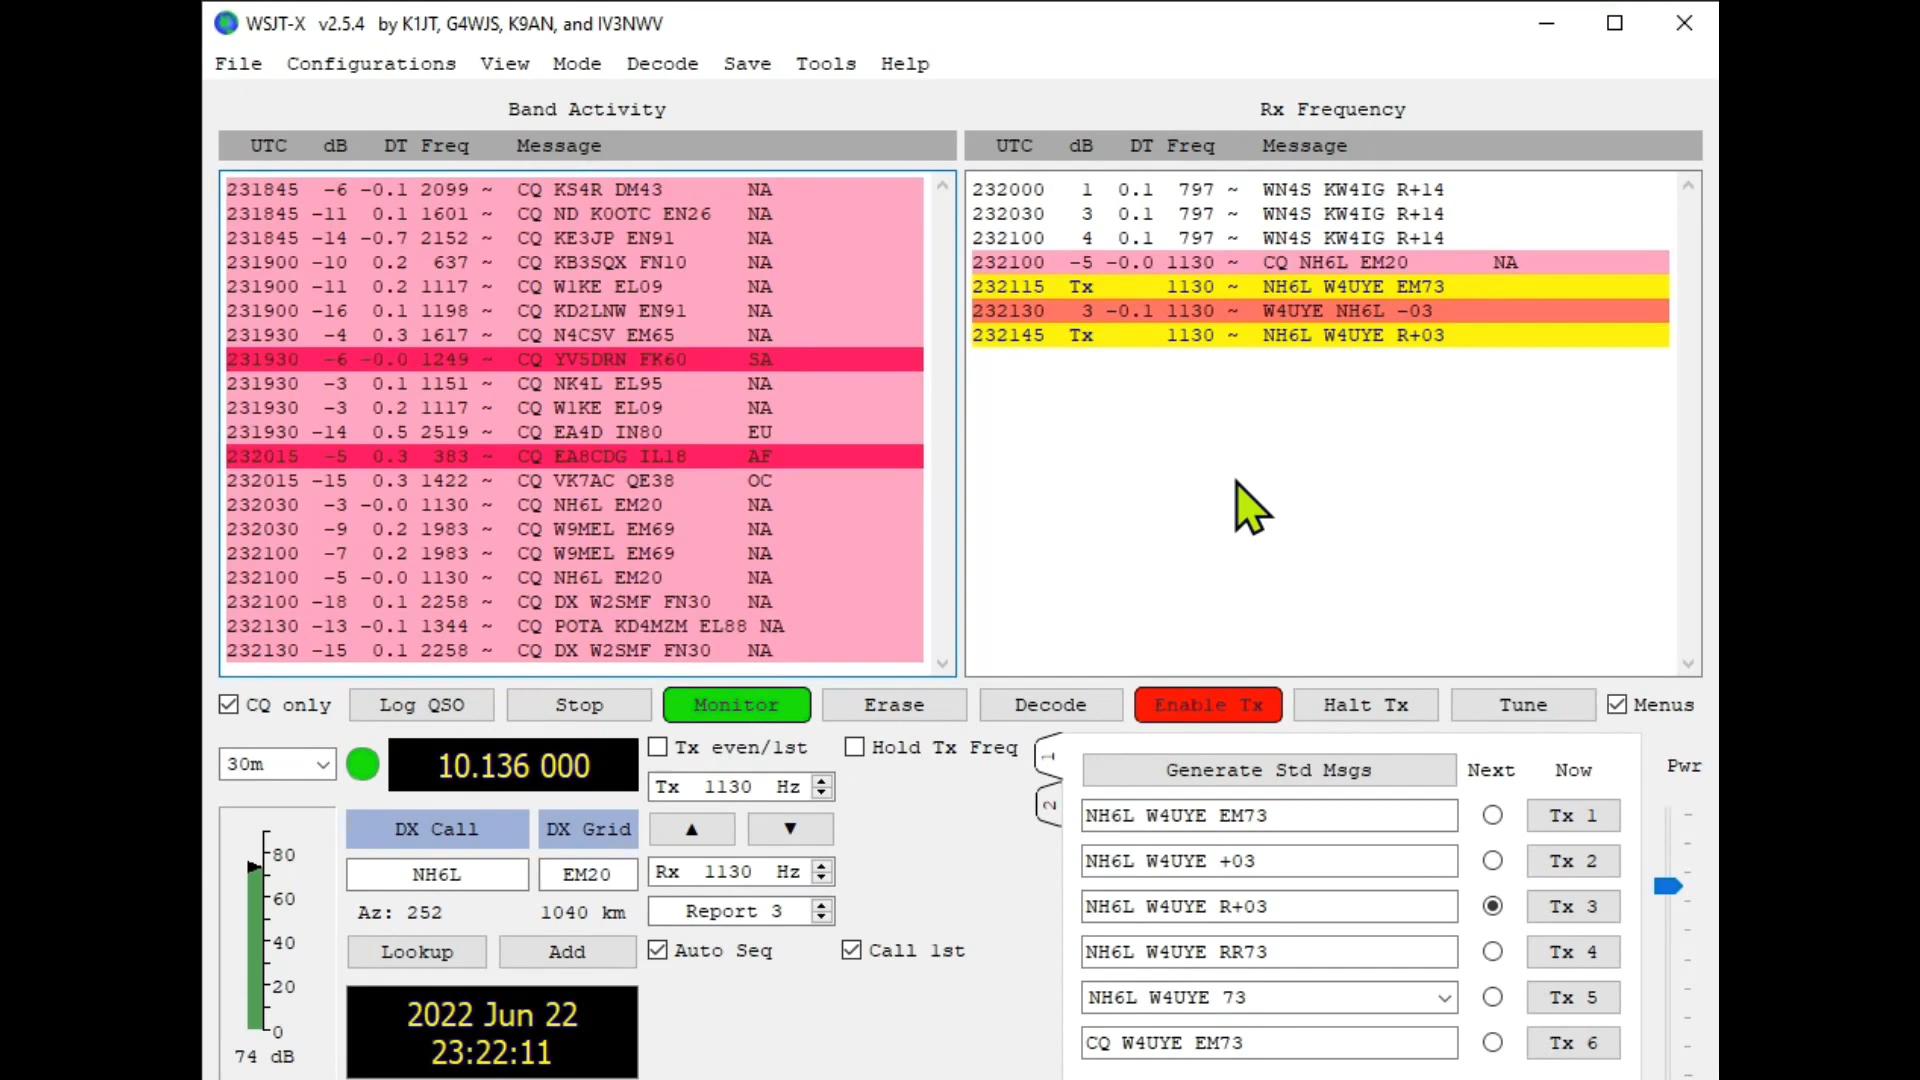 WSJT-X v2.5.4 by K1JT, G4WJS, K9AN, and IV3NWV
File Configurations View Mode Decode Save Tools Help
Band Activity
UTC dB DT Freq Message
231845 -6 -0.1 2099 ~ CQ KS4R DM43 NA
231845 -11 0.1 1601 ~ CQ ND K0OTC EN26 NA
231845 -14 -0.7 2152 ~ CQ KE3JP EN91 NA
231900 -10 0.2 637 ~ CQ KB3SQX FN10 NA
231900 -11 0.2 1117 ~ CQ W1KE EL09 NA
231900 -16 0.1 1198 ~ CQ KD2LNW EN91 NA
231930 -4 0.3 1617 ~ CQ N4CSV EM65 NA
231930 -6 -0.0 1249 ~ CQ YV5DRN FK60 SA
231930 -3 0.1 1151 ~ CQ NK4L EL95 NA
231930 -3 0.2 1117 ~ CQ W1KE EL09 NA
231930 -14 0.5 2519 ~ CQ EA4D IN80 EU
232015 -5 0.3 383 ~ CQ EA8CDG IL18 AF
232015 -15 0.3 1422 ~ CQ VK7AC QE38 OC
232030 -3 -0.0 1130 ~ CQ NH6L EM20 NA
232030 -9 0.2 1983 ~ CQ W9MEL EM69 NA
232100 -7 0.2 1983 ~ CQ W9MEL EM69 NA
232100 -5 -0.0 1130 ~ CQ NH6L EM20 NA
232100 -18 0.1 2258 ~ CQ DX W2SMF FN30 NA
232130 -13 -0.1 1344 ~ CQ POTA KD4MZM EL88 NA
232130 -15 0.1 2258 ~ CQ DX W2SMF FN30 NA
Rx Frequency
UTC dB DT Freq Message
232000 1 0.1 797 ~ WN4S KW4IG R+14
232030 3 0.1 797 ~ WN4S KW4IG R+14
232100 4 0.1 797 ~ WN4S KW4IG R+14
232100 -5 -0.0 1130 ~ CQ NH6L EM20 NA
232115 Tx 1130 ~ NH6L W4UYE EM73
232130 3 -0.1 1130 ~ W4UYE NH6L -03
232145 Tx 1130 ~ NH6L W4UYE R+03
CQ only Log QSO Stop Monitor Erase Decode Enable Tx Halt Tx Tune Menus
30m
10.136 000
DX Call DX Grid
NH6L EM20
Az: 252 1040 km
Lookup Add
80
60
40
20
0
74 dB
2022 Jun 22
23:22:11
Tx even/1st Hold Tx Freq
Tx 1130 Hz
▲ ▼
Rx 1130 Hz
Report 3
Auto Seq Call 1st
1
2
Generate Std Msgs Next Now
NH6L W4UYE EM73 Tx 1
NH6L W4UYE +03 Tx 2
NH6L W4UYE R+03 Tx 3
NH6L W4UYE RR73 Tx 4
NH6L W4UYE 73 Tx 5
CQ W4UYE EM73 Tx 6
Pwr